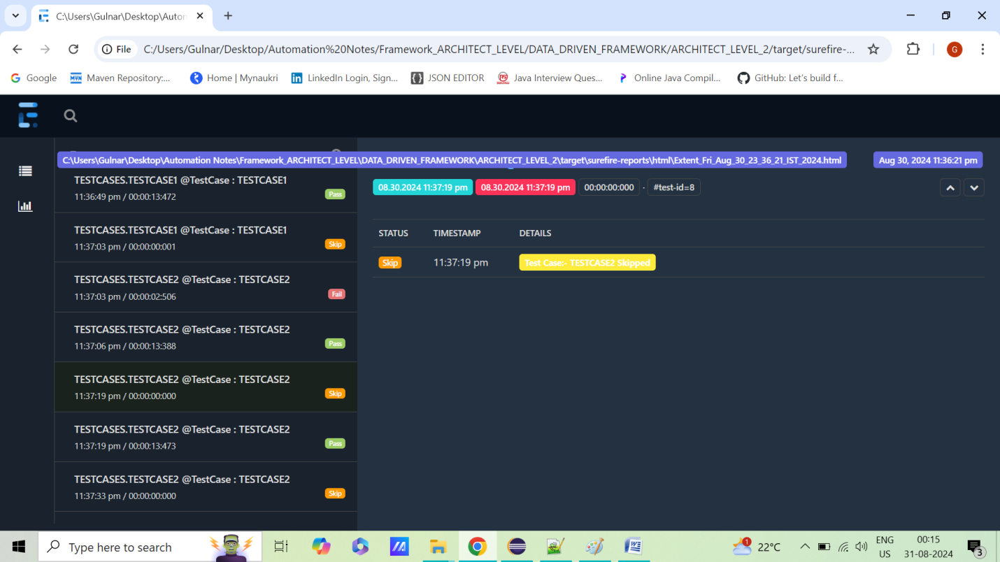 C:\Users\Gulnar\Desktop\Autom
File C:/Users/Gulnar/Desktop/Automation%20Notes/Framework_ARCHITECT_LEVEL/DATA_DRIVEN_FRAMEWORK/ARCHITECT_LEVEL_2/target/surefire-... G
Google Maven Repository:... Home | Mynaukri LinkedIn Login, Sign... JSON EDITOR Java Interview Ques... Online Java Compil... GitHub: Let's build f...
C:\Users\Gulnar\Desktop\Automation Notes\Framework_ARCHITECT_LEVEL\DATA_DRIVEN_FRAMEWORK\ARCHITECT_LEVEL_2\target\surefire-reports\html\Extent_Fri_Aug_30_23_36_21_IST_2024.html Aug 30, 2024 11:36:21 pm
TESTCASES.TESTCASE1 @TestCase : TESTCASE1
11:36:49 pm / 00:00:13:472 Pass
TESTCASES.TESTCASE1 @TestCase : TESTCASE1
11:37:03 pm / 00:00:00:001 Skip
TESTCASES.TESTCASE2 @TestCase : TESTCASE2
11:37:03 pm / 00:00:02:506 Fail
TESTCASES.TESTCASE2 @TestCase : TESTCASE2
11:37:06 pm / 00:00:13:388 Pass
TESTCASES.TESTCASE2 @TestCase : TESTCASE2
11:37:19 pm / 00:00:00:000 Skip
TESTCASES.TESTCASE2 @TestCase : TESTCASE2
11:37:19 pm / 00:00:13:473 Pass
TESTCASES.TESTCASE2 @TestCase : TESTCASE2
11:37:33 pm / 00:00:00:000 Skip
08.30.2024 11:37:19 pm 08.30.2024 11:37:19 pm 00:00:00:000 · #test-id=8
STATUS TIMESTAMP DETAILS
Skip 11:37:19 pm Test Case:- TESTCASE2 Skipped
Type here to search
1 22°C
ENG
US
00:15
31-08-2024
3